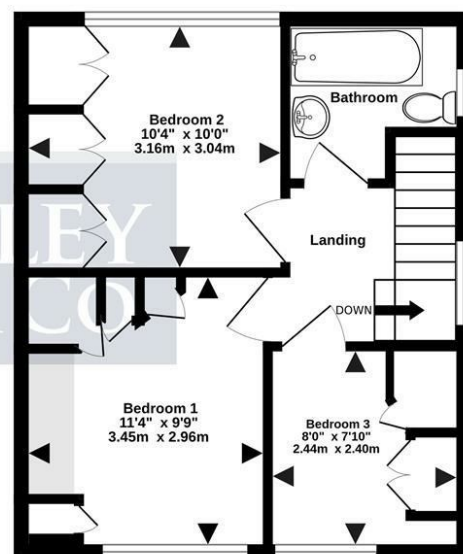 Bedroom 2
10'4" x 10'0"
3.16m x 3.04m
Bathroom
Landing
DOWN
Bedroom 1
11'4" x 9'9"
3.45m x 2.96m
Bedroom 3
8'0" x 7'10"
2.44m x 2.40m
LEY
CO